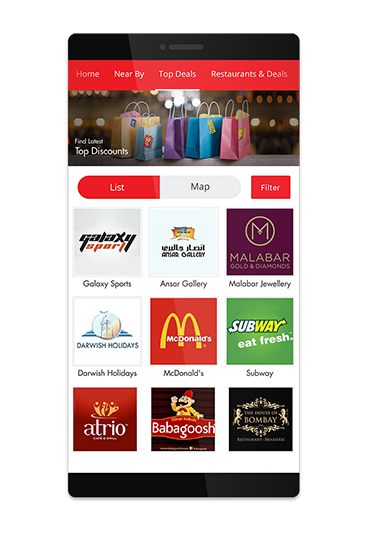 Home Near By Top Deals Restaurants & Deals
Find Latest
Top Discounts
List Map Filter
galaxy
sport
انصار جاليري
ANSAR GALLERY
MALABAR
GOLD & DIAMONDS
Galaxy Sports Ansar Gallery Malabar Jewellery
DARWISH HOLIDAYS
McDonald's
SUBWAY
eat fresh.
Darwish Holidays McDonald's Subway
atrio
CAFE & GRILL
Babagoosh
THE HOUSE OF
BOMBAY
RESTAURANT - BRASSERIE